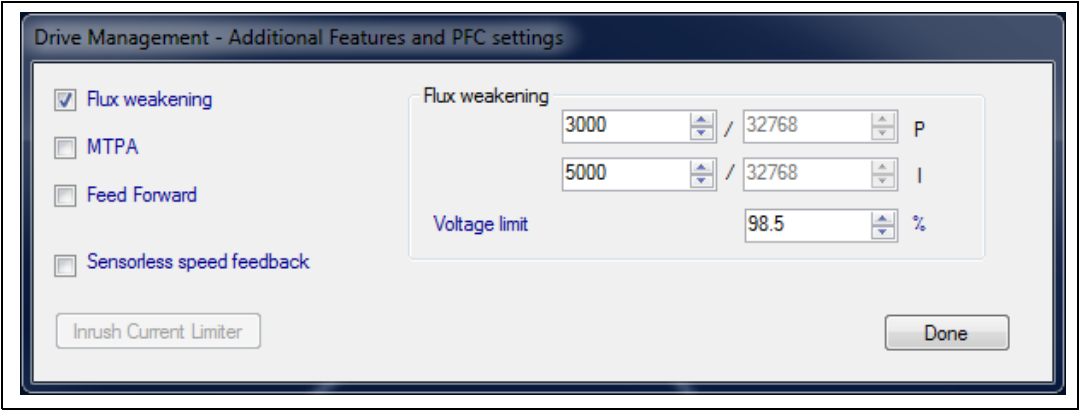 Drive Management - Additional Features and PFC settings
Flux weakening
MTPA
Feed Forward
Sensorless speed feedback
Inrush Current Limiter
Flux weakening
3000 / 32768 P
5000 / 32768 I
Voltage limit 98.5 %
Done